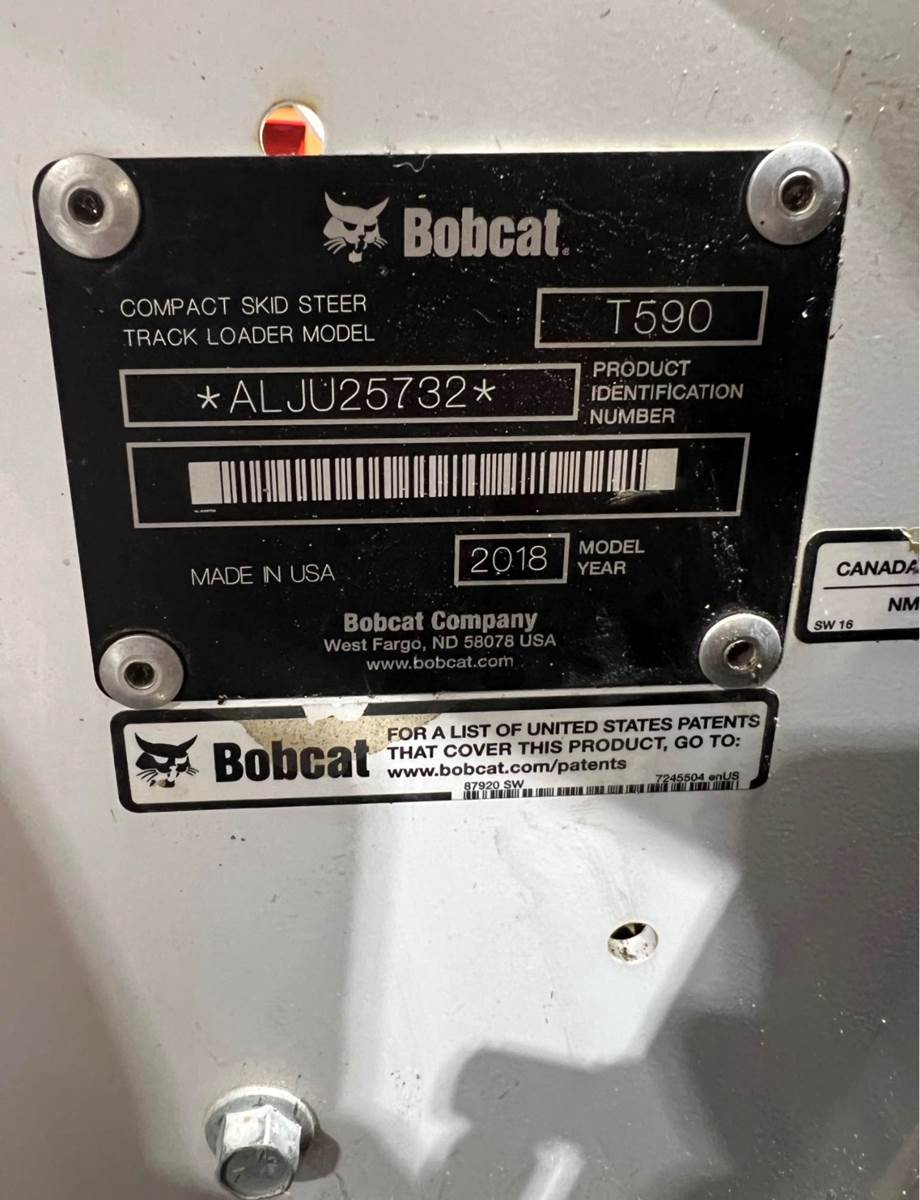 Bobcat
COMPACT SKID STEER
TRACK LOADER MODEL
T590
*ALJU25732*
PRODUCT
IDENTIFICATION
NUMBER
MADE IN USA
2018
MODEL
YEAR
Bobcat Company
West Fargo, ND 58078 USA
www.bobcat.com
CANADA
NM
SW 16
Bobcat
FOR A LIST OF UNITED STATES PATENTS
THAT COVER THIS PRODUCT, GO TO:
www.bobcat.com/patents
87920 SW
7245504 enUS